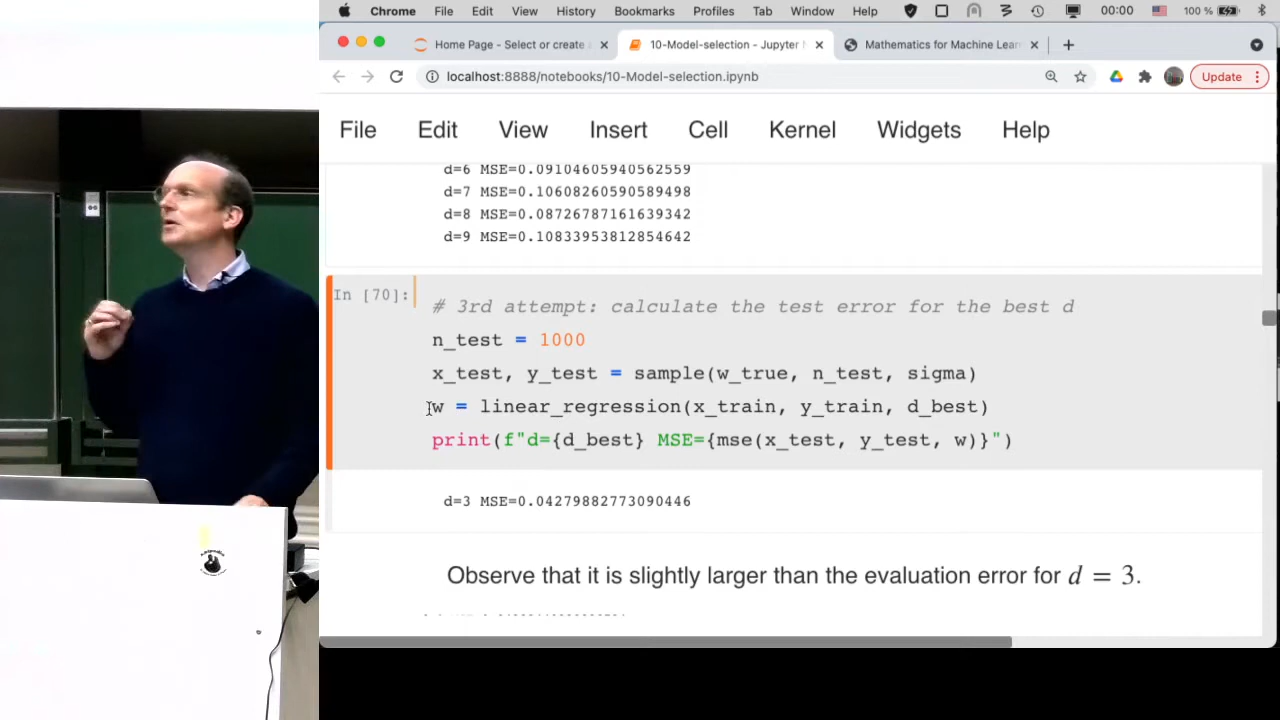 Chrome File Edit View History Bookmarks Profiles Tab Window Help 00:00 100 %
Home Page - Select or create a
10-Model-selection - Jupyter
Mathematics for Machine Lear
localhost:8888/notebooks/10-Model-selection.ipynb
Update
File Edit View Insert Cell Kernel Widgets Help
d=6 MSE=0.09104605940562559
d=7 MSE=0.10608260590589498
d=8 MSE=0.08726787161639342
d=9 MSE=0.10833953812854642
In [70]:
# 3rd attempt: calculate the test error for the best d
n_test = 1000
x_test, y_test = sample(w_true, n_test, sigma)
w = linear_regression(x_train, y_train, d_best)
print(f"d={d_best} MSE={mse(x_test, y_test, w)}")
d=3 MSE=0.04279882773090446
Observe that it is slightly larger than the evaluation error for d = 3.